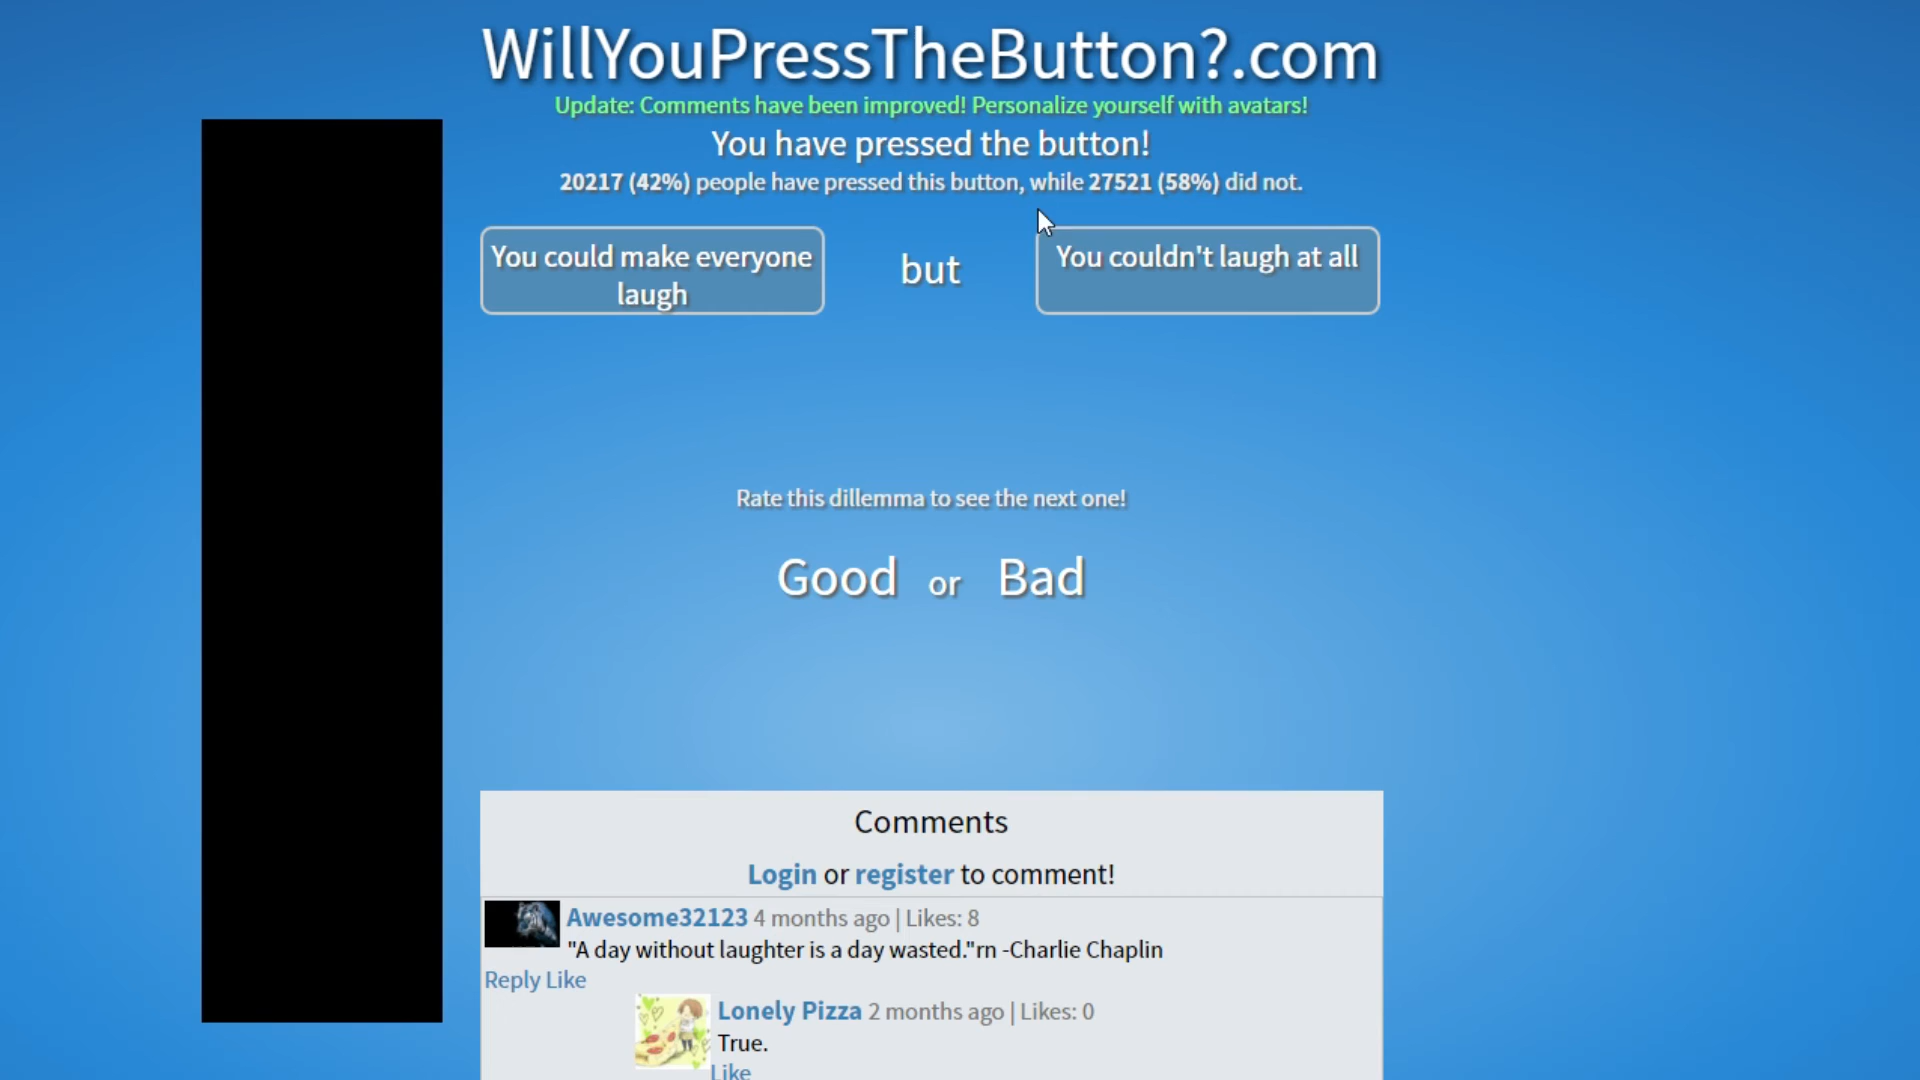 WillYouPressTheButton?.com
Update: Comments have been improved! Personalize yourself with avatars!
You have pressed the button!
20217 (42%) people have pressed this button, while 27521 (58%) did not.
You could make everyone
laugh
but
You couldn't laugh at all
Rate this dillemma to see the next one!
Good or Bad
Comments
Login or register to comment!
Awesome32123 4 months ago | Likes: 8
"A day without laughter is a day wasted."rn -Charlie Chaplin
Reply Like
Lonely Pizza 2 months ago | Likes: 0
True.
Like